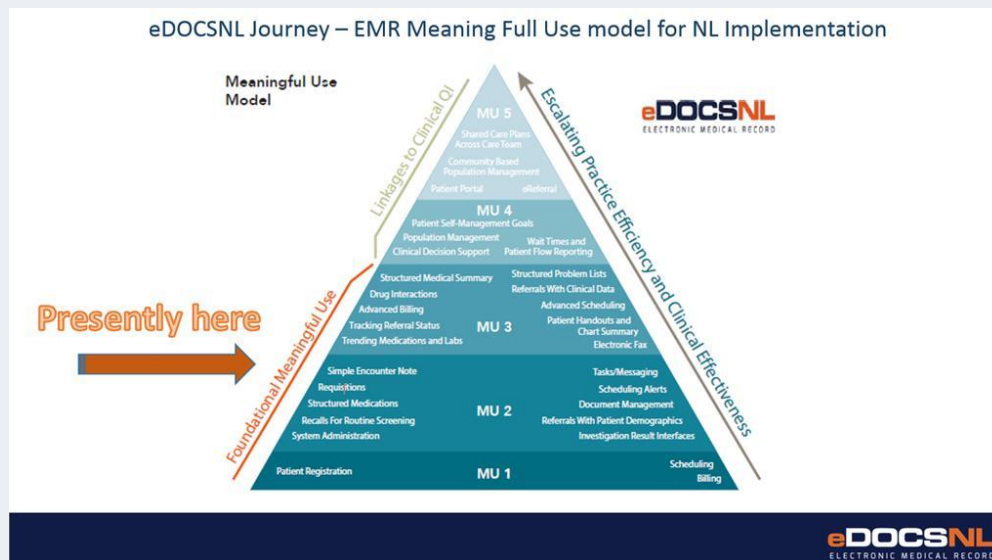 eDOCSNL Journey – EMR Meaning Full Use model for NL Implementation
Meaningful Use
Model
eDOCSNL
ELECTRONIC MEDICAL RECORD
Linkages to Clinical QI
Escalating Practice Efficiency and Clinical Effectiveness
MU 5
Shared Care Plans
Across Care Team
Community Based
Population Management
Patient Portal
eReferral
MU 4
Patient Self-Management Goals
Population Management
Clinical Decision Support
Wait Times and
Patient Flow Reporting
Presently here
Foundational Meaningful Use
MU 3
Structured Medical Summary
Drug Interactions
Advanced Billing
Tracking Referral Status
Trending Medications and Labs
Structured Problem Lists
Referrals With Clinical Data
Advanced Scheduling
Patient Handouts and
Chart Summary
Electronic Fax
MU 2
Simple Encounter Note
Requisitions
Structured Medications
Recalls For Routine Screening
System Administration
Tasks/Messaging
Scheduling Alerts
Document Management
Referrals With Patient Demographics
Investigation Result Interfaces
Patient Registration
MU 1
Scheduling
Billing
eDOCSNL
ELECTRONIC MEDICAL RECORD